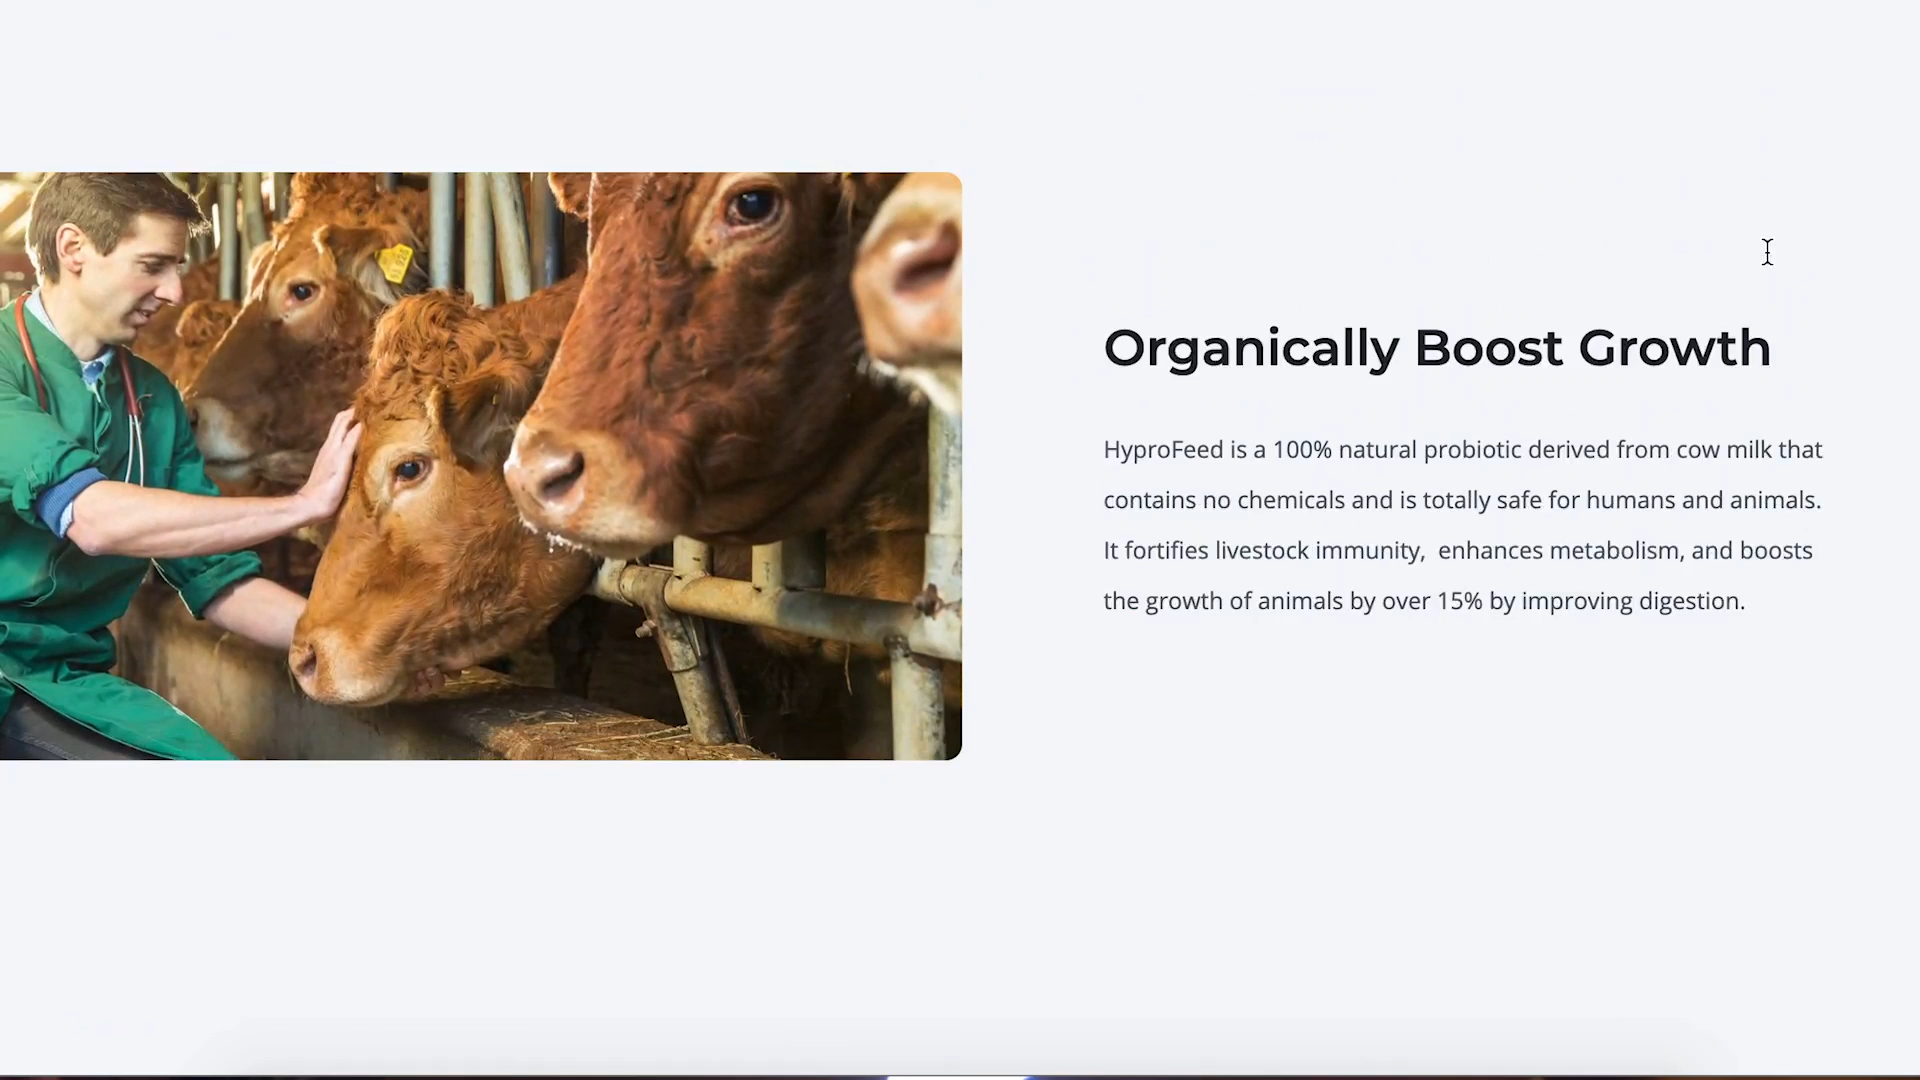 Organically Boost Growth
HyproFeed is a 100% natural probiotic derived from cow milk that
contains no chemicals and is totally safe for humans and animals.
It fortifies livestock immunity,  enhances metabolism, and boosts
the growth of animals by over 15% by improving digestion.